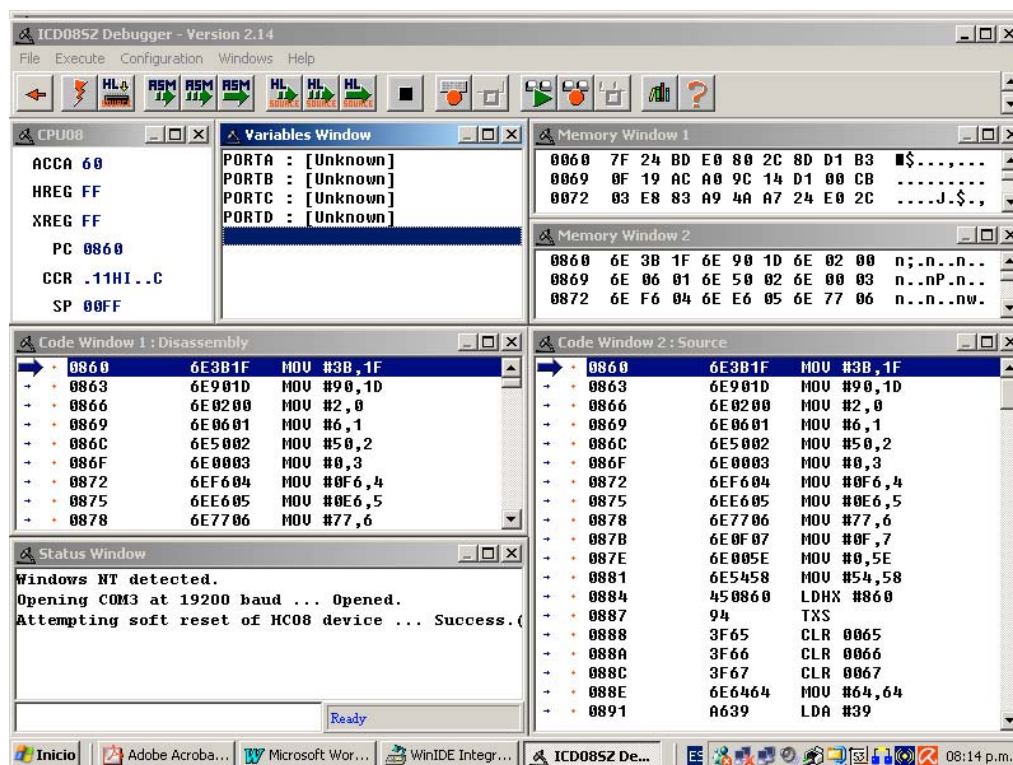 ICD08SZ Debugger - Version 2.14
File Execute Configuration Windows Help
HL
ASM ASM ASM HL SOURCE HL SOURCE HL SOURCE
CPU08
ACCA 60
HREG FF
XREG FF
PC 0860
CCR .11HI..C
SP 00FF
Variables Window
PORTA : [Unknown]
PORTB : [Unknown]
PORTC : [Unknown]
PORTD : [Unknown]
Memory Window 1
0060 7F 24 BD E0 80 2C 8D D1 B3 ■$...,...
0069 0F 19 AC A0 9C 14 D1 00 CB .........
0072 03 E8 83 A9 4A A7 24 E0 2C ....J.$.,
Memory Window 2
0860 6E 3B 1F 6E 90 1D 6E 02 00 n;.n..n..
0869 6E 06 01 6E 50 02 6E 00 03 n..nP.n..
0872 6E F6 04 6E E6 05 6E 77 06 n..n..nw.
Code Window 1 : Disassembly
0860 6E3B1F MOV #3B,1F
0863 6E901D MOV #90,1D
0866 6E0200 MOV #2,0
0869 6E0601 MOV #6,1
086C 6E5002 MOV #50,2
086F 6E0003 MOV #0,3
0872 6EF604 MOV #0F6,4
0875 6EE605 MOV #0E6,5
0878 6E7706 MOV #77,6
Code Window 2 : Source
0860 6E3B1F MOV #3B,1F
0863 6E901D MOV #90,1D
0866 6E0200 MOV #2,0
0869 6E0601 MOV #6,1
086C 6E5002 MOV #50,2
086F 6E0003 MOV #0,3
0872 6EF604 MOV #0F6,4
0875 6EE605 MOV #0E6,5
0878 6E7706 MOV #77,6
087B 6E0F07 MOV #0F,7
087E 6E005E MOV #0,5E
0881 6E5458 MOV #54,58
0884 450860 LDHX #860
0887 94 TXS
0888 3F65 CLR 0065
088A 3F66 CLR 0066
088C 3F67 CLR 0067
088E 6E6464 MOV #64,64
0891 A639 LDA #39
Status Window
Windows NT detected.
Opening COM3 at 19200 baud ... Opened.
Attempting soft reset of HC08 device ... Success.(
Ready
Inicio Adobe Acroba... Microsoft Wor... WinIDE Integr... ICD08SZ De... ES 08:14 p.m.